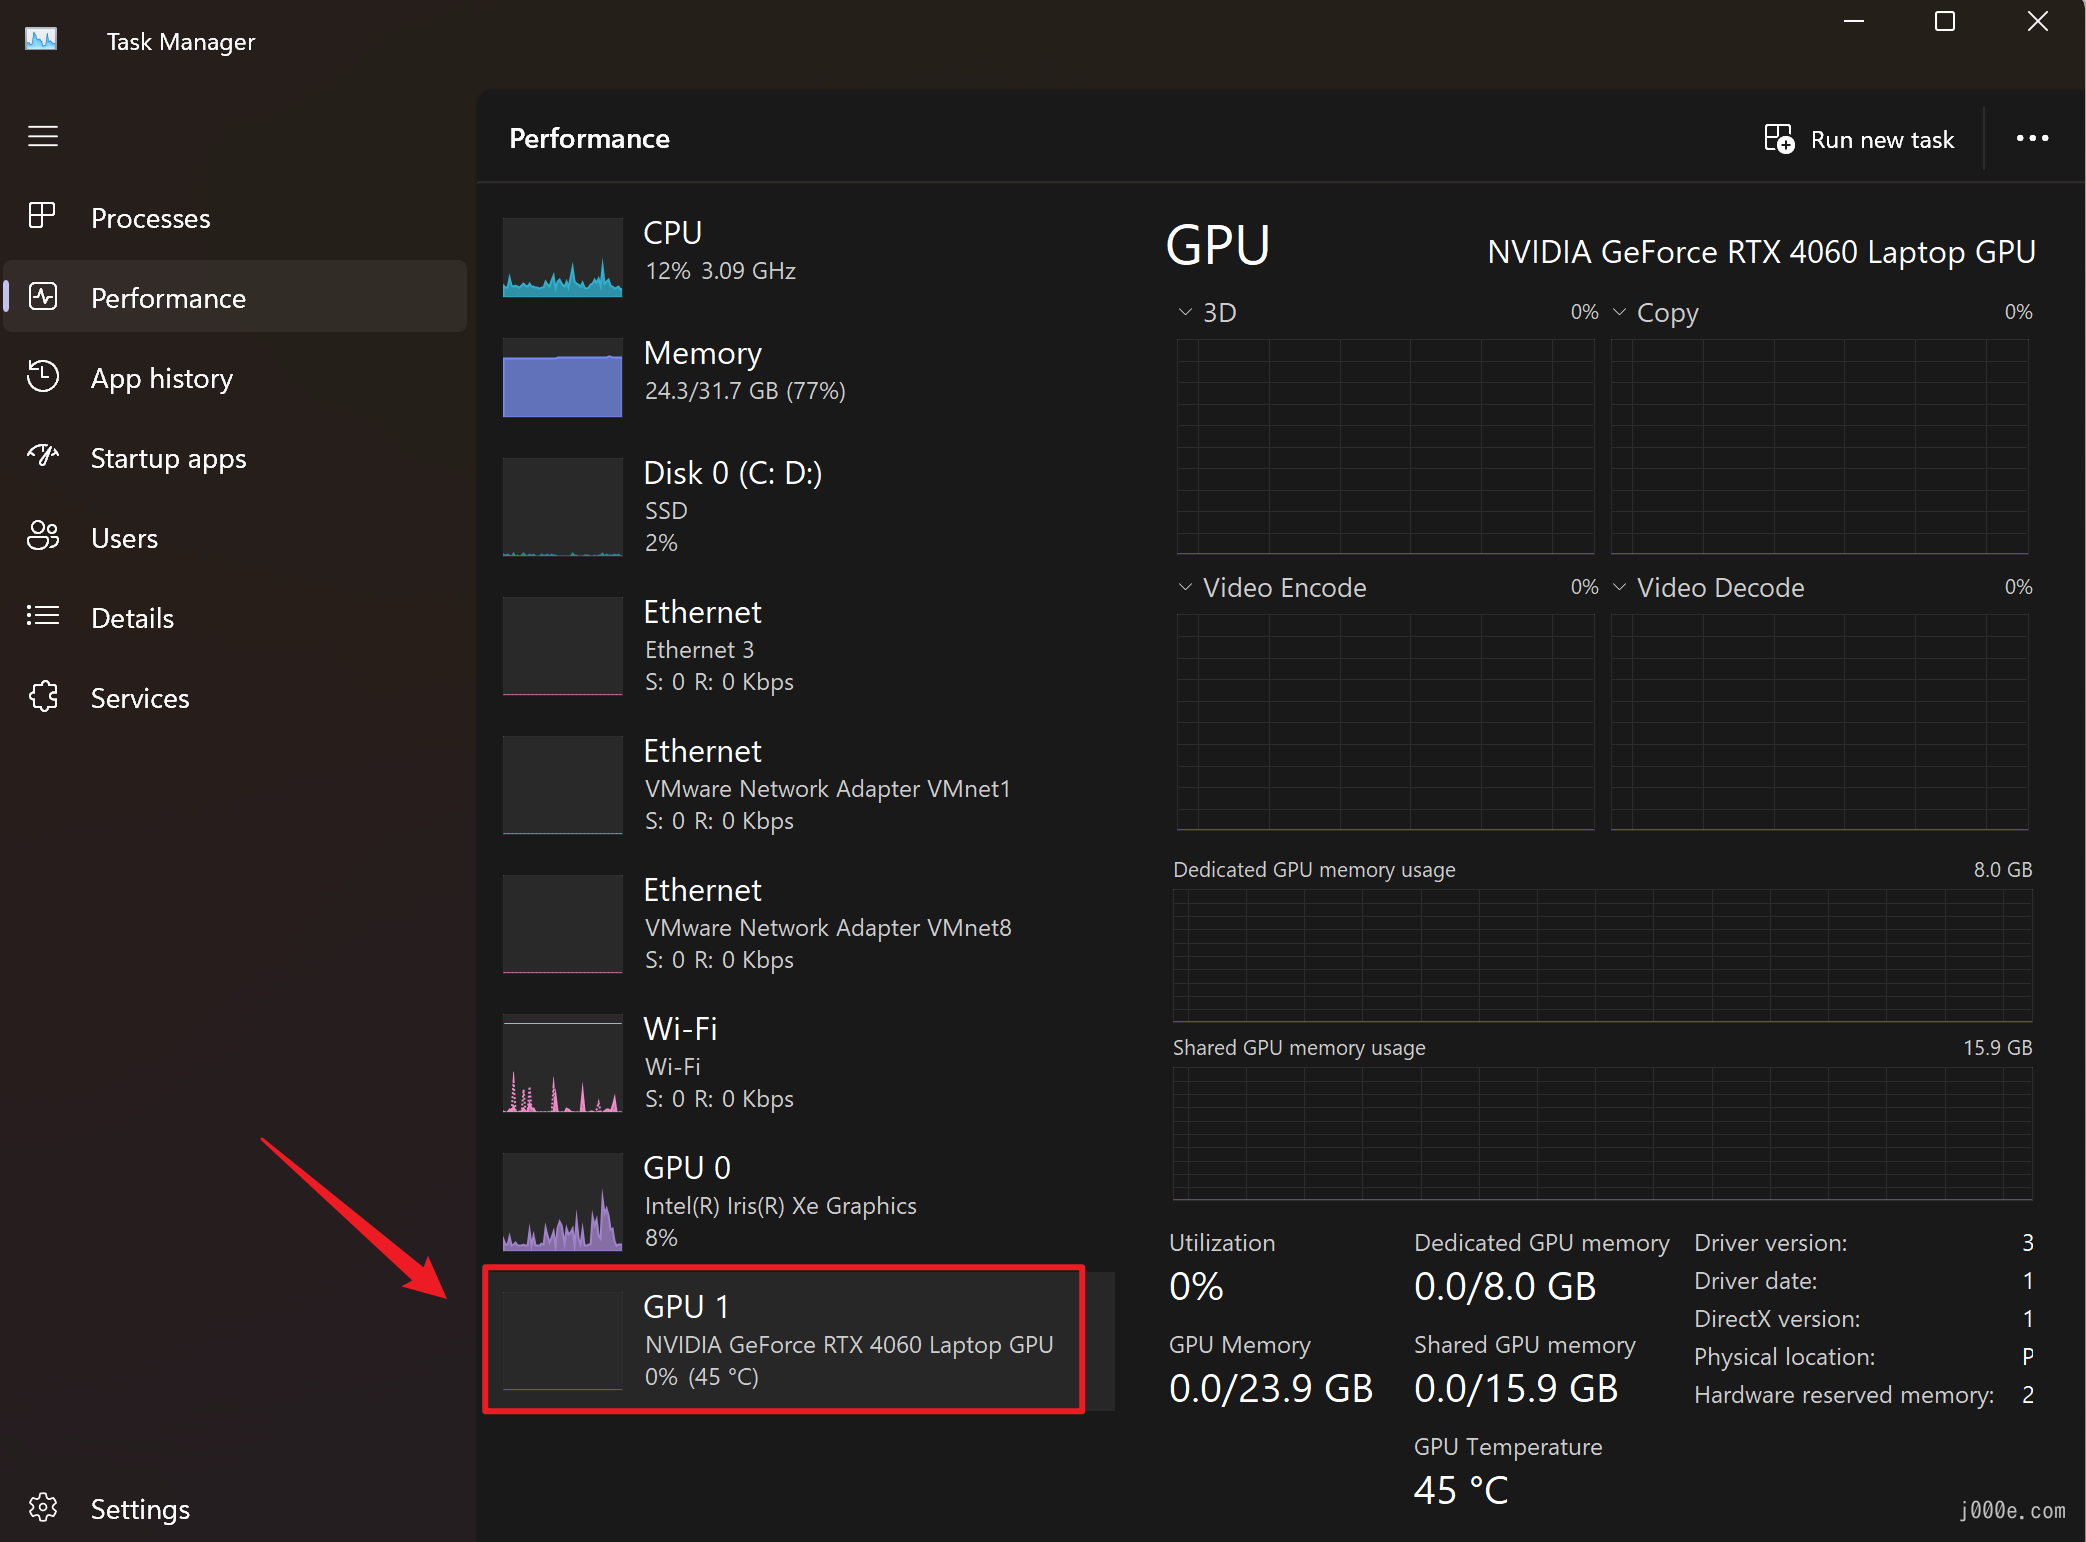 Task Manager
Processes
Performance
App history
Startup apps
Users
Details
Services
Settings
Performance
Run new task
CPU
12% 3.09 GHz
Memory
24.3/31.7 GB (77%)
Disk 0 (C: D:)
SSD
2%
Ethernet
Ethernet 3
S: 0 R: 0 Kbps
Ethernet
VMware Network Adapter VMnet1
S: 0 R: 0 Kbps
Ethernet
VMware Network Adapter VMnet8
S: 0 R: 0 Kbps
Wi-Fi
Wi-Fi
S: 0 R: 0 Kbps
GPU 0
Intel(R) Iris(R) Xe Graphics
8%
GPU 1
NVIDIA GeForce RTX 4060 Laptop GPU
0% (45 °C)
GPU NVIDIA GeForce RTX 4060 Laptop GPU
3D 0% Copy 0%
Video Encode 0% Video Decode 0%
Dedicated GPU memory usage 8.0 GB
Shared GPU memory usage 15.9 GB
Utilization
0%
GPU Memory
0.0/23.9 GB
Dedicated GPU memory
0.0/8.0 GB
Shared GPU memory
0.0/15.9 GB
GPU Temperature
45 °C
Driver version: 3
Driver date: 1
DirectX version: 1
Physical location: P
Hardware reserved memory: 2
j000e.com